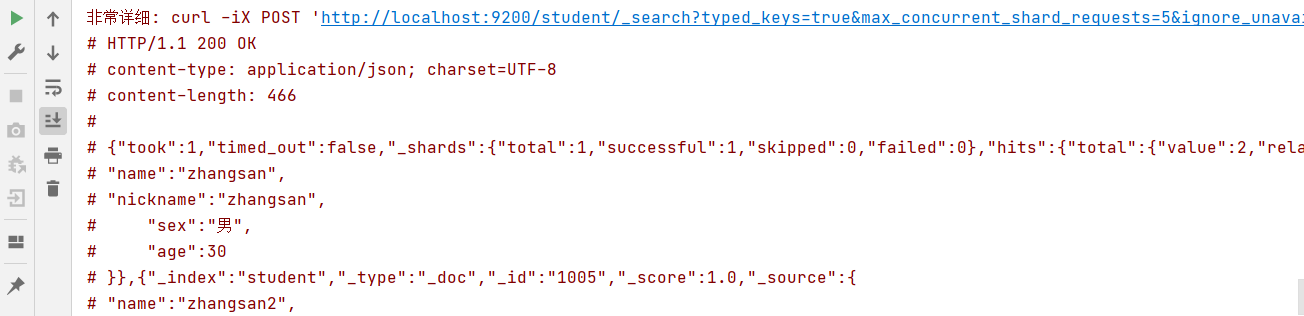 非常详细: curl -iX POST 'http://localhost:9200/student/_search?typed_keys=true&max_concurrent_shard_requests=5&ignore_unavai
# HTTP/1.1 200 OK
# content-type: application/json; charset=UTF-8
# content-length: 466
#
# {"took":1,"timed_out":false,"_shards":{"total":1,"successful":1,"skipped":0,"failed":0},"hits":{"total":{"value":2,"rela
# "name":"zhangsan",
# "nickname":"zhangsan",
#     "sex":"男",
#     "age":30
# }},{"_index":"student","_type":"_doc","_id":"1005","_score":1.0,"_source":{
# "name":"zhangsan2",